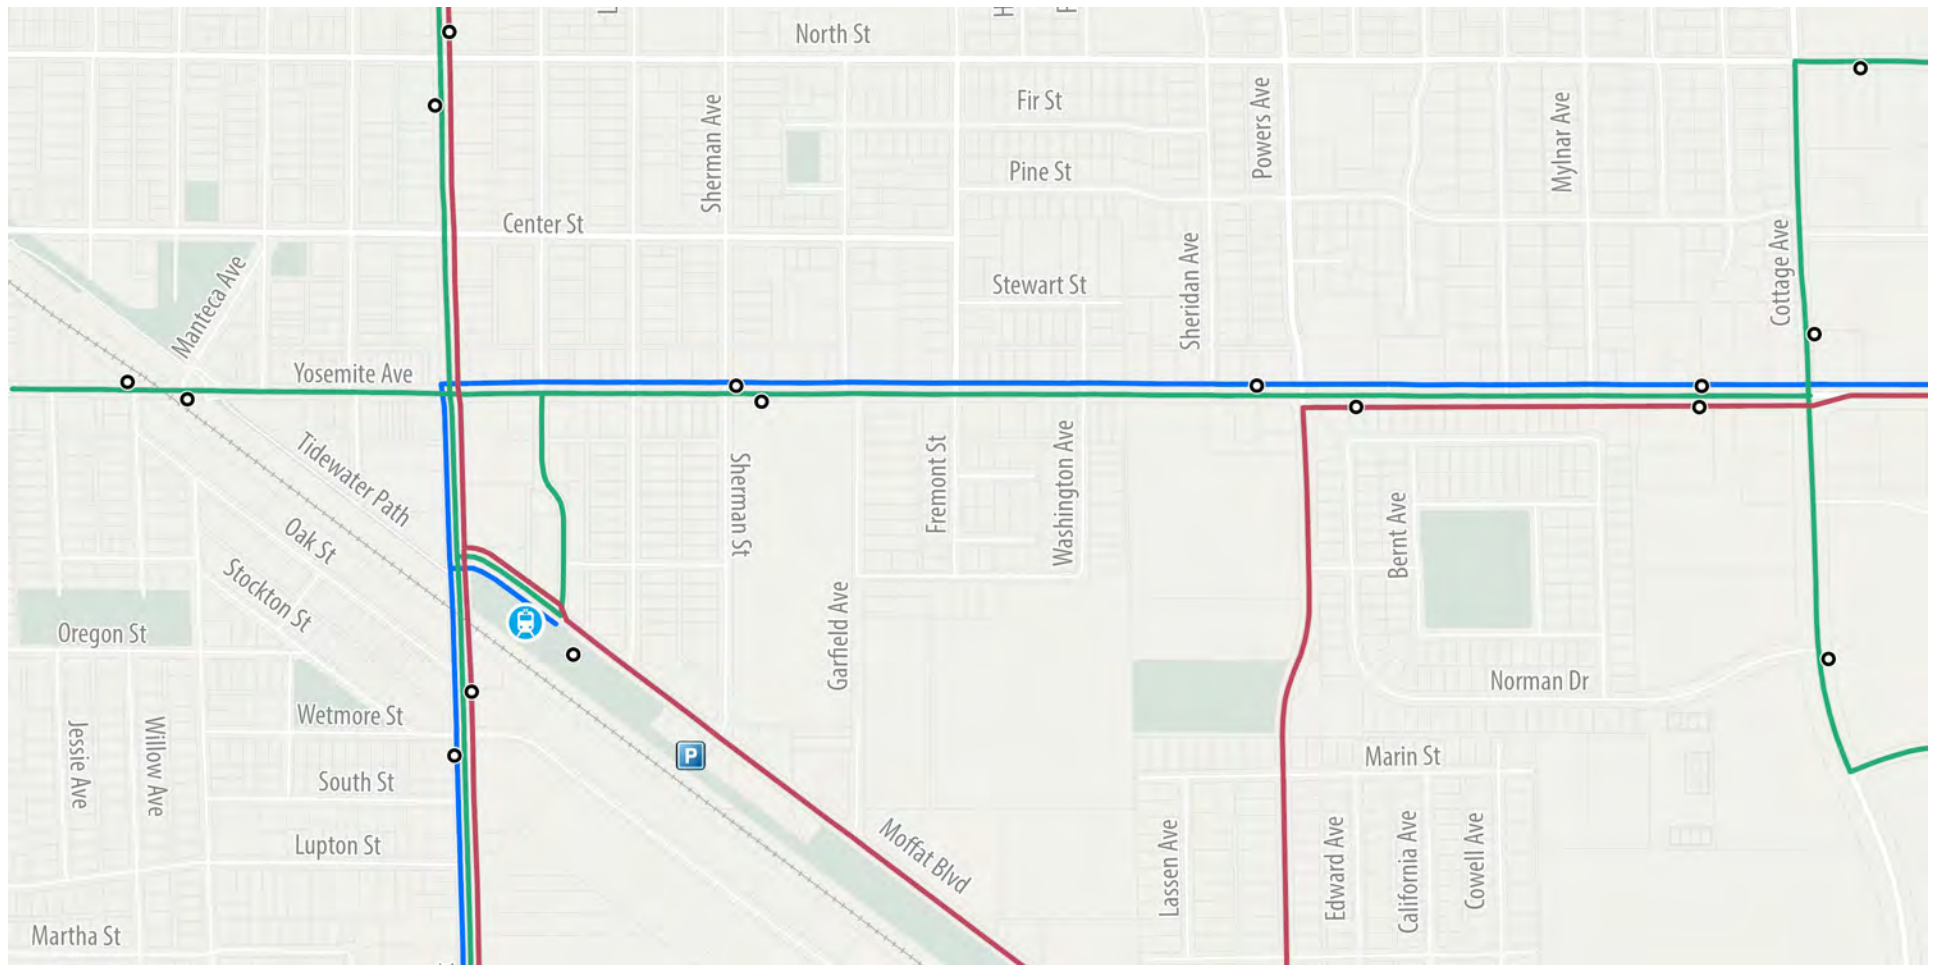 North St
Fir St
Powers Ave
Mylnar Ave
Sherman Ave
Pine St
Center St
Cottage Ave
Manteca Ave
Sheridan Ave
Stewart St
Yosemite Ave
Tidewater Path
Sherman St
Fremont St
Washington Ave
Bernt Ave
Oak St
Stockton St
Garfield Ave
Oregon St
Norman Dr
Wetmore St
Jessie Ave
Willow Ave
P
Marin St
South St
Moffat Blvd
Lupton St
Lassen Ave
Edward Ave
California Ave
Cowell Ave
Martha St